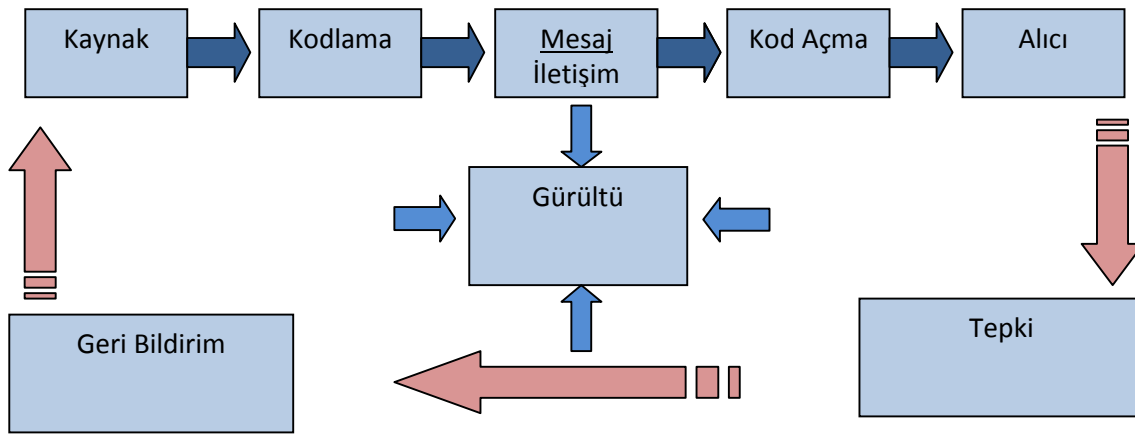 Kaynak
Kodlama
Mesaj
İletişim
Kod Açma
Alıcı
Gürültü
Geri Bildirim
Tepki